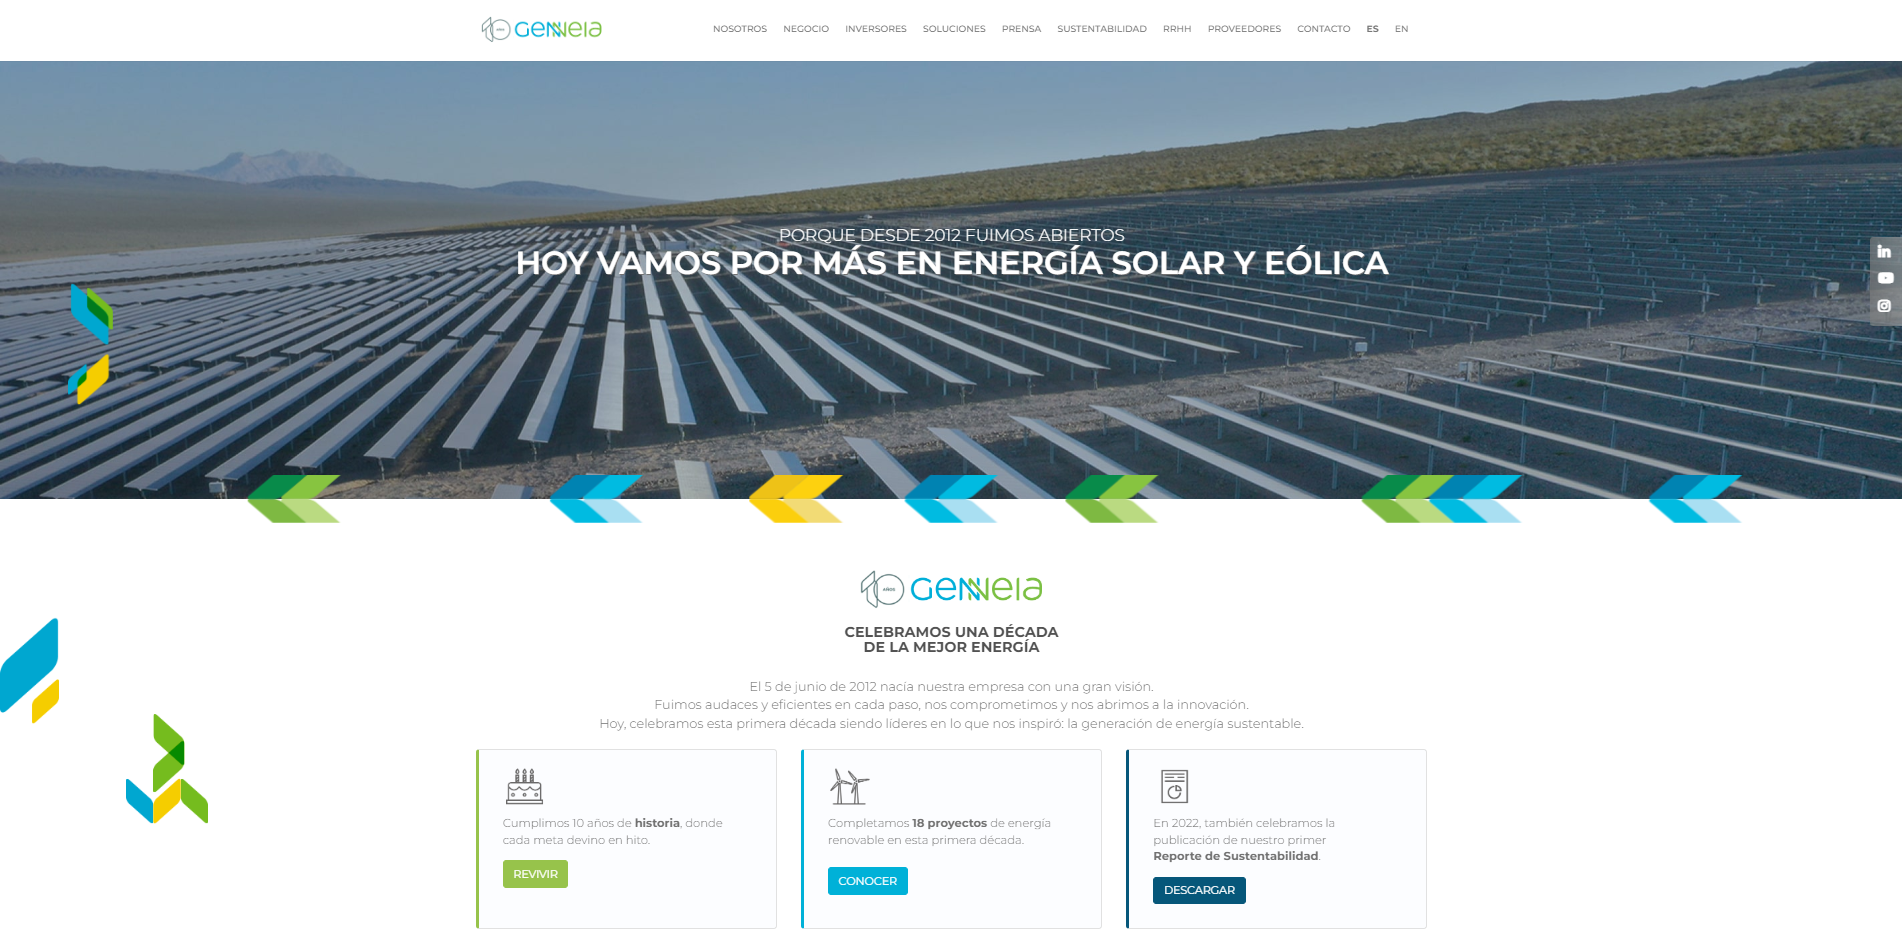 10 AÑOS GENNEIA
NOSOTROS NEGOCIO INVERSORES SOLUCIONES PRENSA SUSTENTABILIDAD RRHH PROVEEDORES CONTACTO ES EN
PORQUE DESDE 2012 FUIMOS ABIERTOS
HOY VAMOS POR MÁS EN ENERGÍA SOLAR Y EÓLICA
in
10 AÑOS GENNEIA
CELEBRAMOS UNA DÉCADA
DE LA MEJOR ENERGÍA
El 5 de junio de 2012 nacía nuestra empresa con una gran visión.
Fuimos audaces y eficientes en cada paso, nos comprometimos y nos abrimos a la innovación.
Hoy, celebramos esta primera década siendo líderes en lo que nos inspiró: la generación de energía sustentable.
Cumplimos 10 años de historia, donde
cada meta devino en hito.
REVIVIR
Completamos 18 proyectos de energía
renovable en esta primera década.
CONOCER
En 2022, también celebramos la
publicación de nuestro primer
Reporte de Sustentabilidad.
DESCARGAR